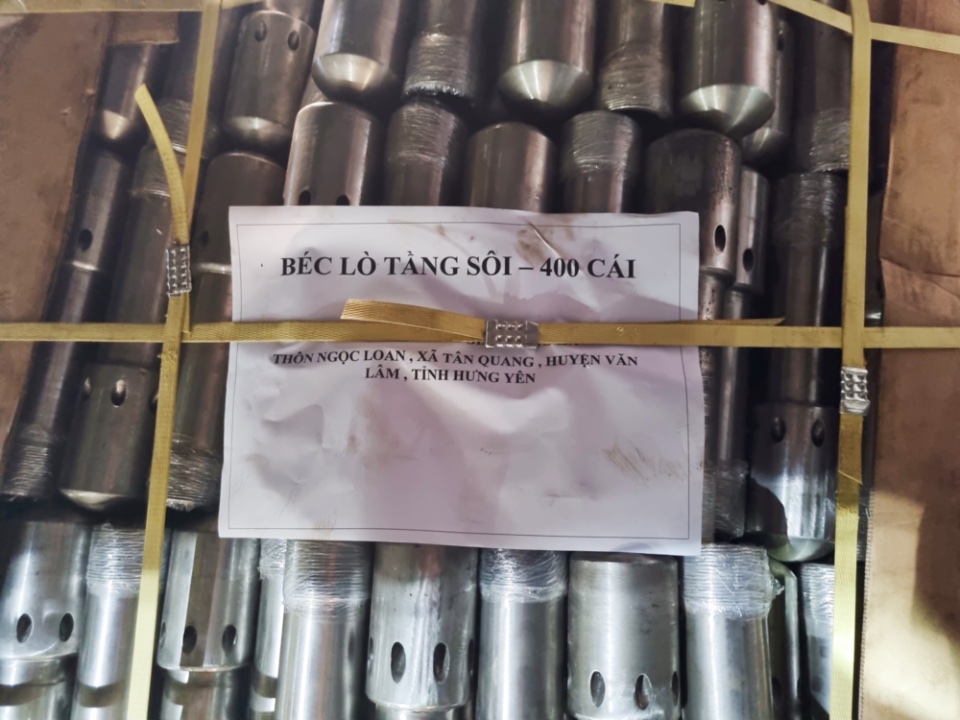 BÉC LÒ TẦNG SÔI – 400 CÁI
THÔN NGỌC LOAN , XÃ TÂN QUANG , HUYỆN VĂN
LÂM , TỈNH HƯNG YÊN